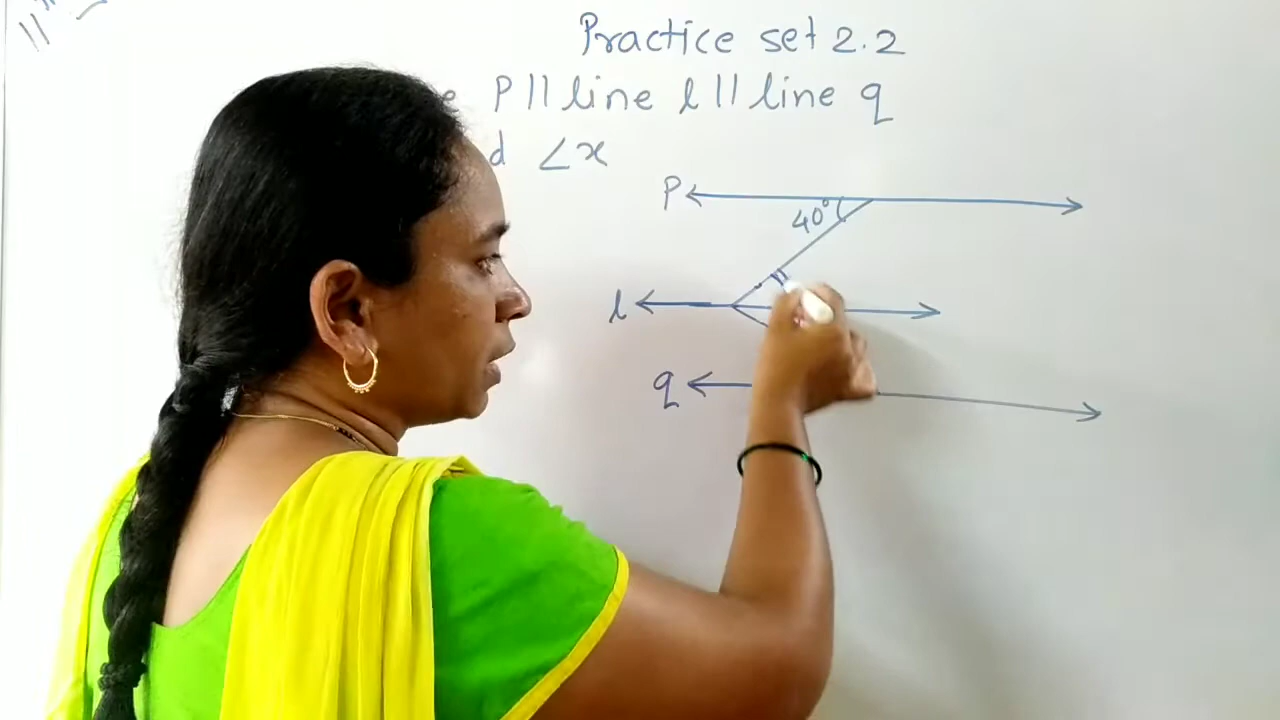 Practice set 2.2
P || line l || line q
∠x
P
40°
l
q